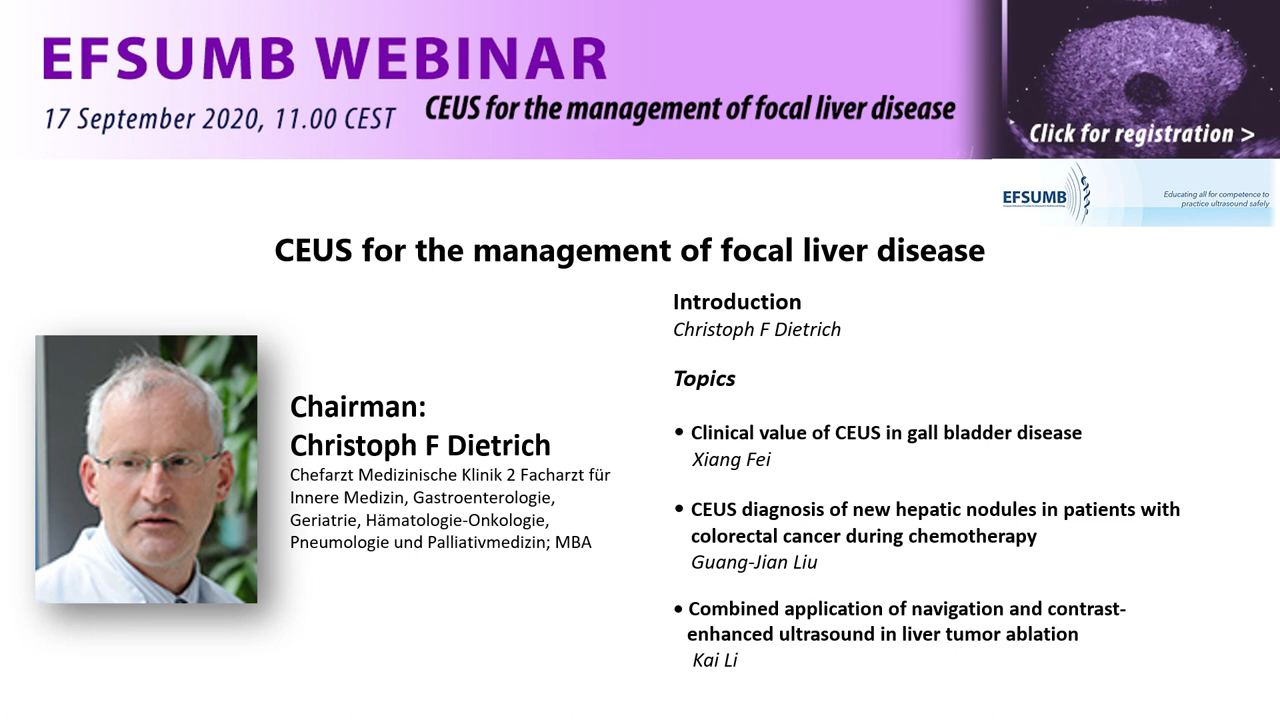 EFSUMB WEBINAR
17 September 2020, 11.00 CEST
CEUS for the management of focal liver disease
Click for registration >
EFSUMB
Educating all for competence to
practice ultrasound safely
CEUS for the management of focal liver disease
Chairman:
Christoph F Dietrich
Chefarzt Medizinische Klinik 2 Facharzt für
Innere Medizin, Gastroenterologie,
Geriatrie, Hämatologie-Onkologie,
Pneumologie und Palliativmedizin; MBA
Introduction
Christoph F Dietrich
Topics
• Clinical value of CEUS in gall bladder disease
Xiang Fei
• CEUS diagnosis of new hepatic nodules in patients with
colorectal cancer during chemotherapy
Guang-Jian Liu
• Combined application of navigation and contrast-
enhanced ultrasound in liver tumor ablation
Kai Li